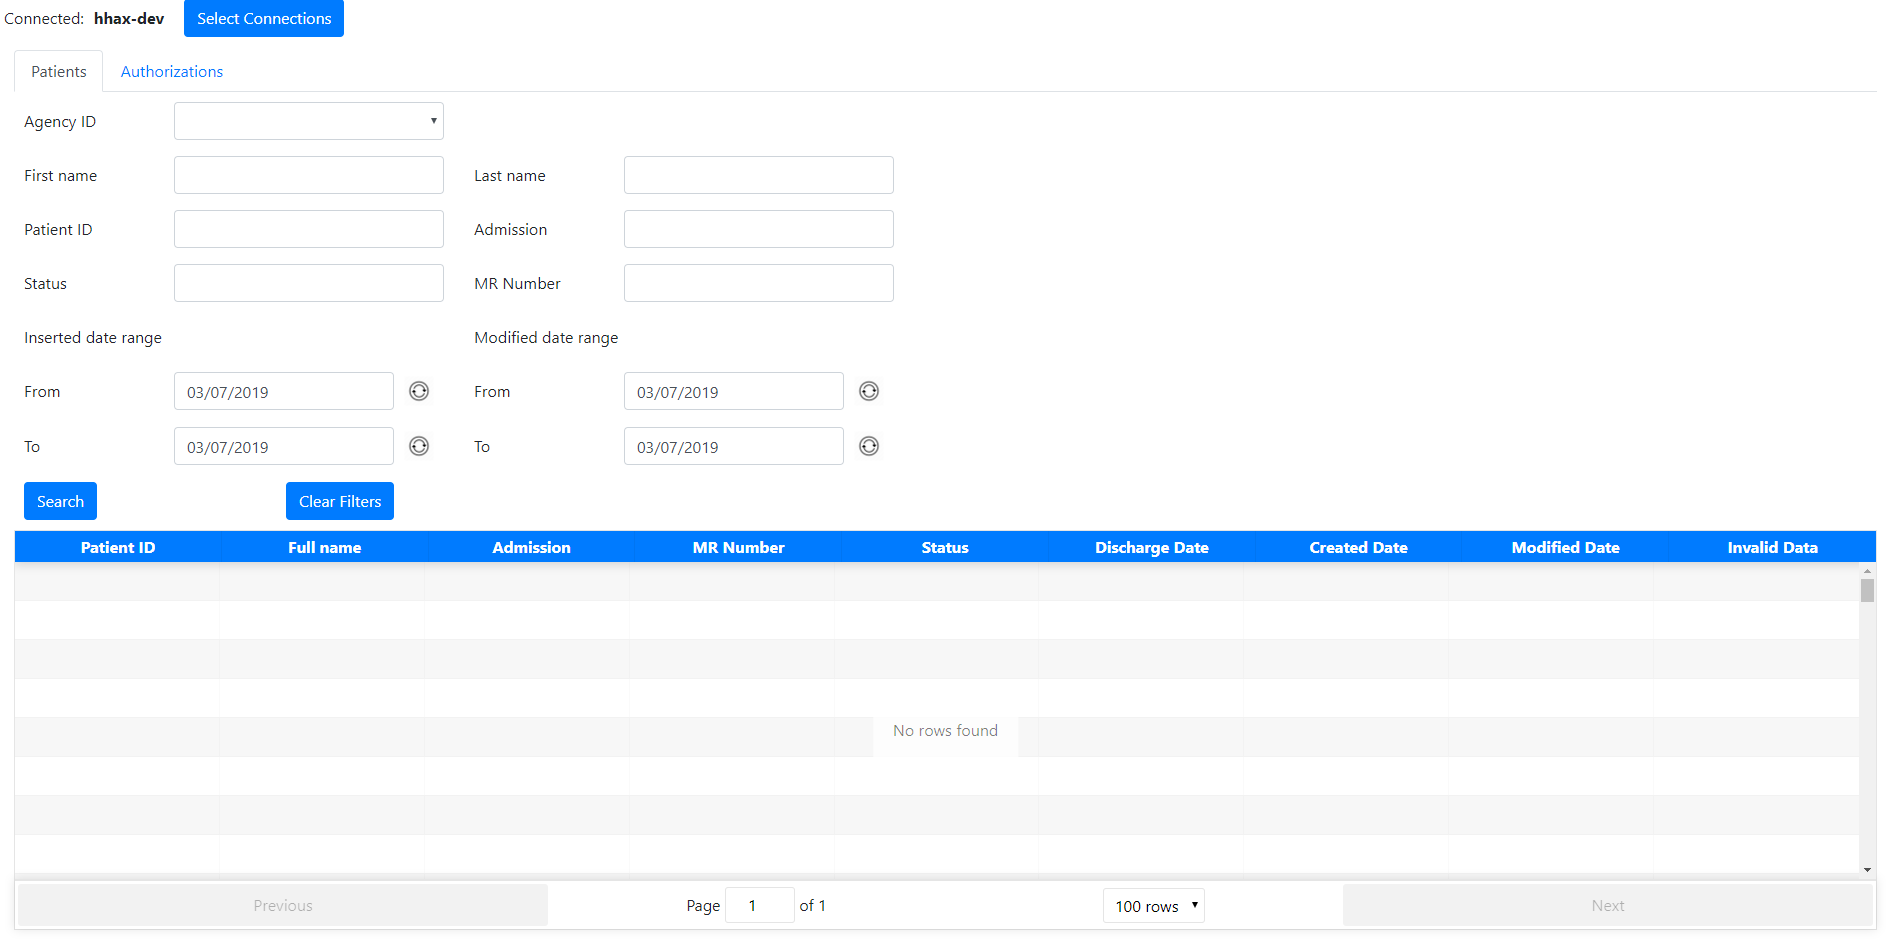 Connected: hhax-dev Select Connections
Patients Authorizations
Agency ID
First name Last name
Patient ID Admission
Status MR Number
Inserted date range Modified date range
From 03/07/2019 From 03/07/2019
To 03/07/2019 To 03/07/2019
Search Clear Filters
Patient ID Full name Admission MR Number Status Discharge Date Created Date Modified Date Invalid Data
No rows found
Previous Page 1 of 1 100 rows Next